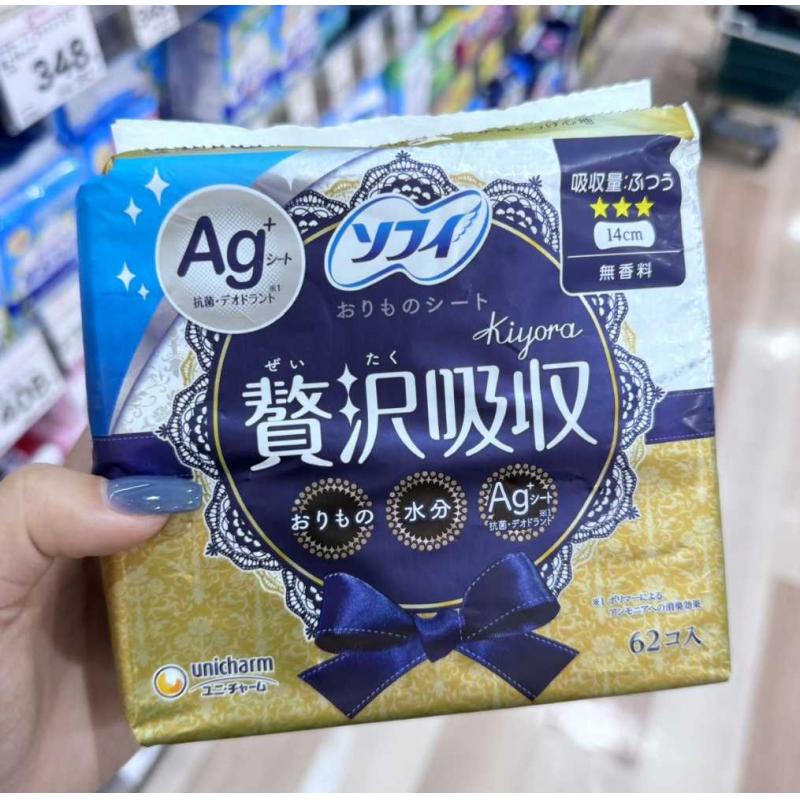 348
Ag+シート
抗菌・デオドラント※1
ソフィ
おりものシート
Kiyora
吸収量:ふつう
14cm
無香料
ぜい たく
贅沢吸収
おりもの
水分
Ag+シート
※1
抗菌・デオドラント
※1 ポリマーによる
アンモニアへの消臭効果
62コ入
unicharm
ユニ・チャーム